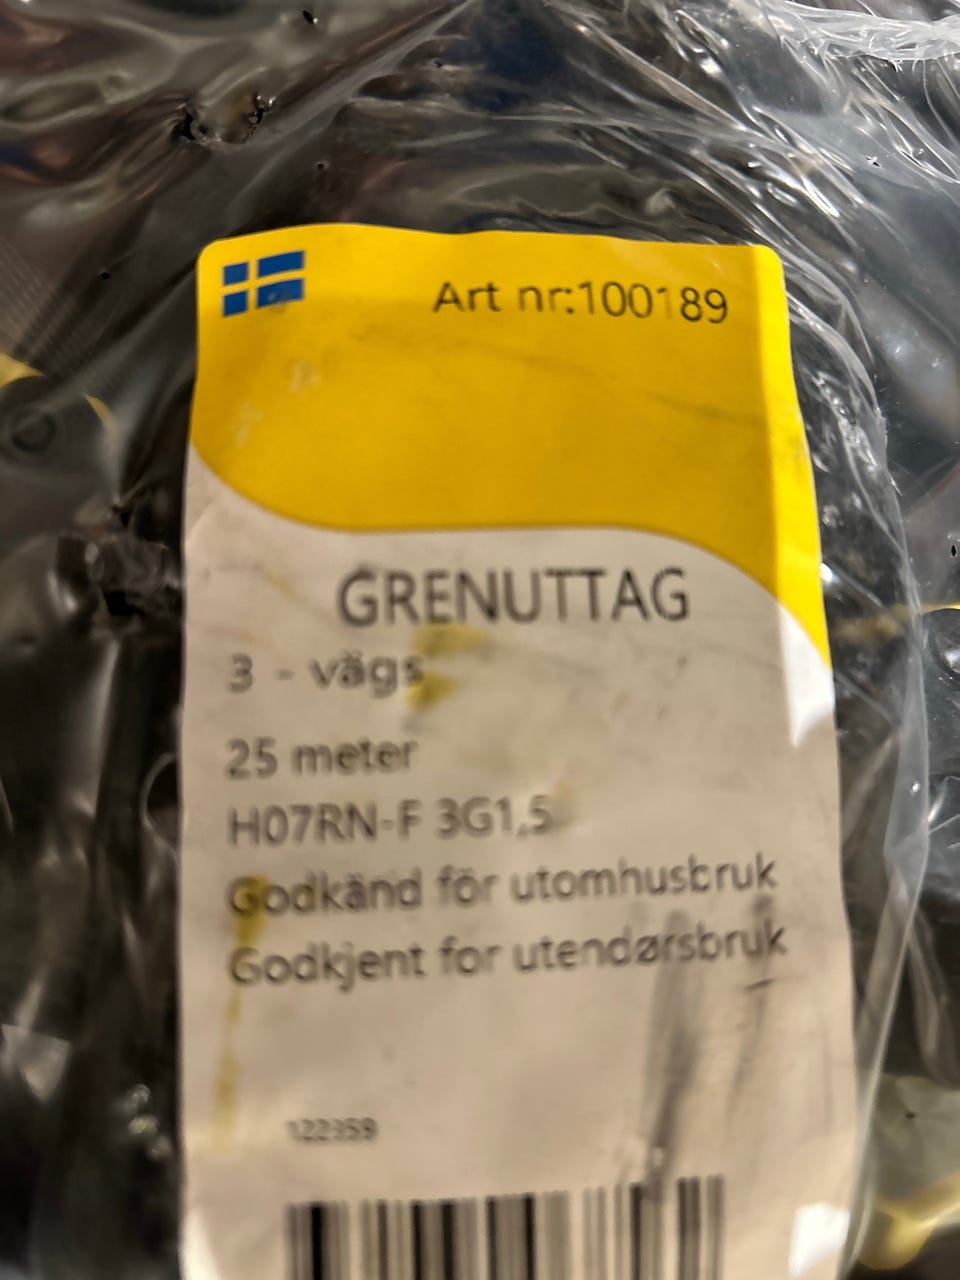 Art nr:100189
GRENUTTAG
3 - vägs
25 meter
H07RN-F 3G1,5
Godkänd för utomhusbruk
Godkjent for utendørsbruk
122359